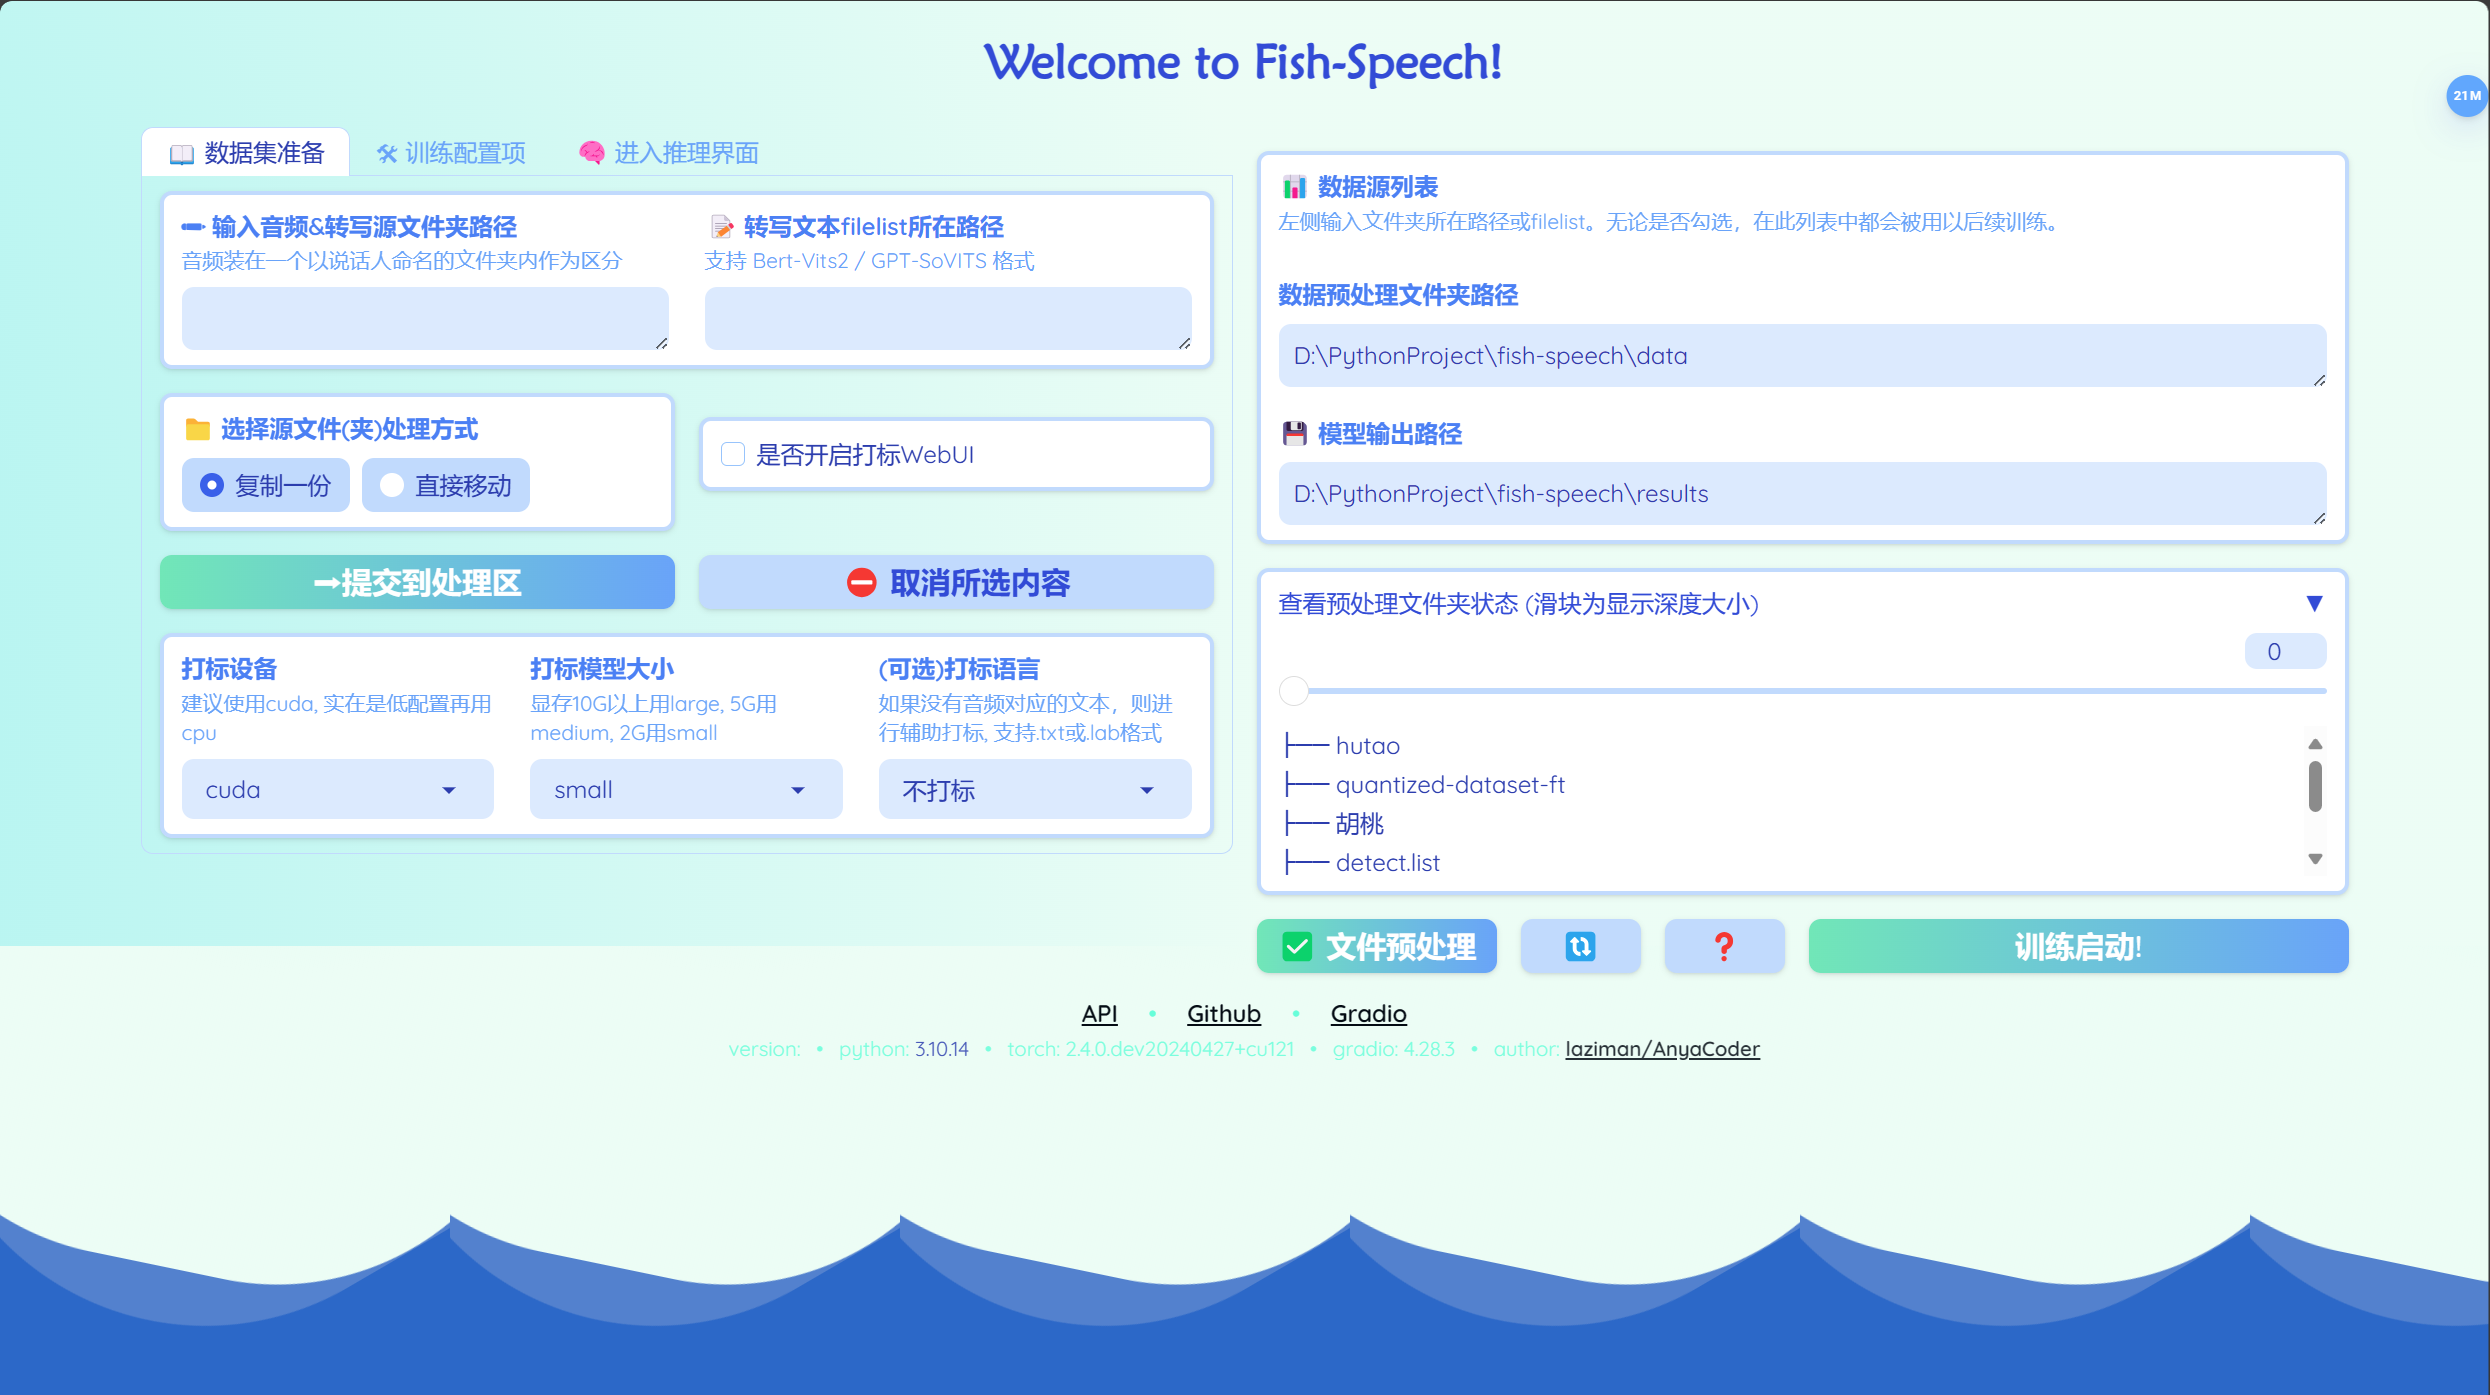 Welcome to Fish-Speech!
21M
数据集准备
训练配置项
进入推理界面
输入音频&转写源文件夹路径
音频装在一个以说话人命名的文件夹内作为区分
转写文本filelist所在路径
支持 Bert-Vits2 / GPT-SoVITS 格式
选择源文件(夹)处理方式
复制一份
直接移动
是否开启打标WebUI
提交到处理区
取消所选内容
打标设备
建议使用cuda, 实在是低配置再用
cpu
cuda
打标模型大小
显存10G以上用large, 5G用
medium, 2G用small
small
(可选)打标语言
如果没有音频对应的文本，则进
行辅助打标, 支持.txt或.lab格式
不打标
数据源列表
左侧输入文件夹所在路径或filelist。无论是否勾选，在此列表中都会被用以后续训练。
数据预处理文件夹路径
D:\PythonProject\fish-speech\data
模型输出路径
D:\PythonProject\fish-speech\results
查看预处理文件夹状态 (滑块为显示深度大小)
▼
0
├── hutao
├── quantized-dataset-ft
├── 胡桃
├── detect.list
文件预处理
训练启动!
API • Github • Gradio
version: • python: 3.10.14 • torch: 2.4.0.dev20240427+cu121 • gradio: 4.28.3 • author: laziman/AnyaCoder